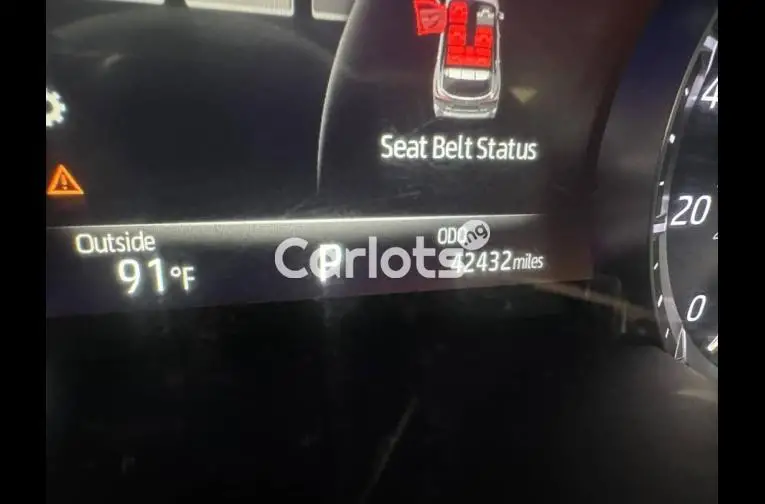 Seat Belt Status
Outside
91°F
P
ODO
42432 miles
Carlots.ng
20
0